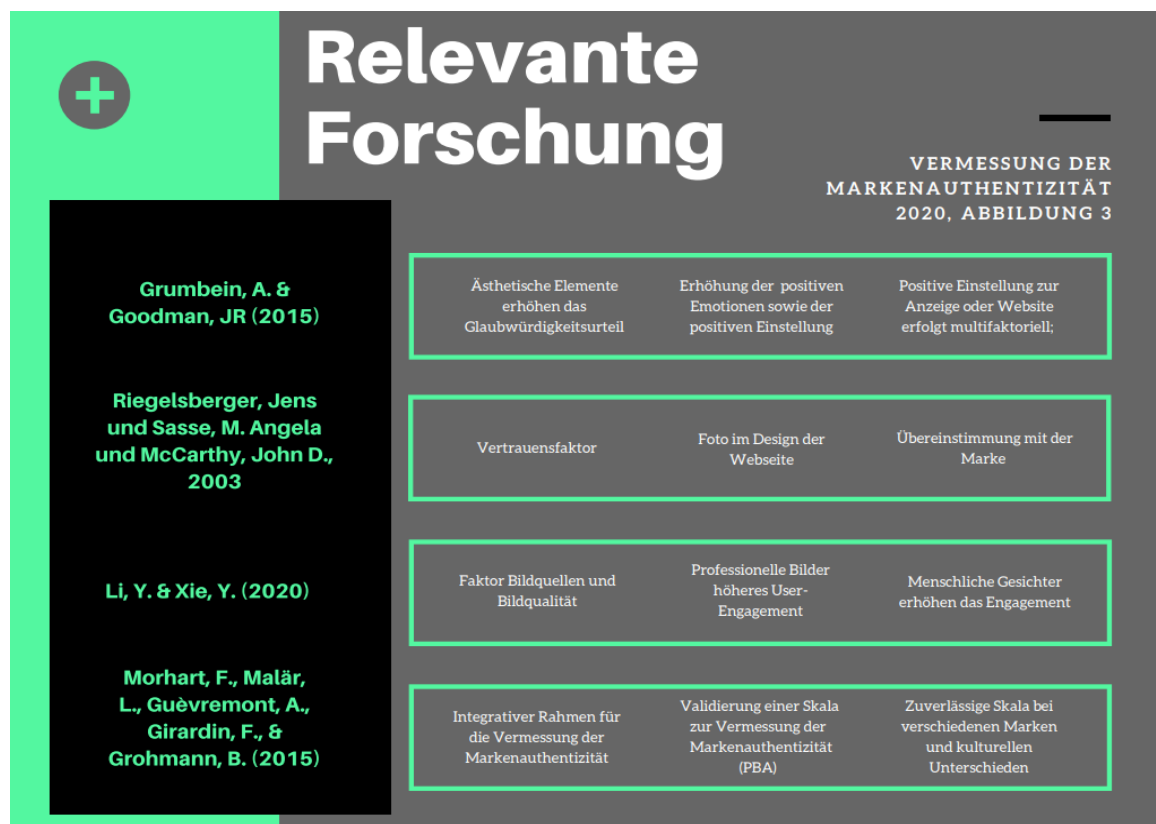 Relevante
Forschung
VERMESSUNG DER
MARKENAUTHENTIZITÄT
2020, ABBILDUNG 3
Grumbein, A. &
Goodman, JR (2015)
Ästhetische Elemente
erhöhen das
Glaubwürdigkeitsurteil
Erhöhung der positiven
Emotionen sowie der
positiven Einstellung
Positive Einstellung zur
Anzeige oder Website
erfolgt multifaktoriell;
Riegelsberger, Jens
und Sasse, M. Angela
und McCarthy, John D.,
2003
Vertrauensfaktor
Foto im Design der
Webseite
Übereinstimmung mit der
Marke
Li, Y. & Xie, Y. (2020)
Faktor Bildquellen und
Bildqualität
Professionelle Bilder
höheres User-
Engagement
Menschliche Gesichter
erhöhen das Engagement
Morhart, F., Malär,
L., Guèvremont, A.,
Girardin, F., &
Grohmann, B. (2015)
Integrativer Rahmen für
die Vermessung der
Markenauthentizität
Validierung einer Skala
zur Vermessung der
Markenauthentizität
(PBA)
Zuverlässige Skala bei
verschiedenen Marken
und kulturellen
Unterschieden